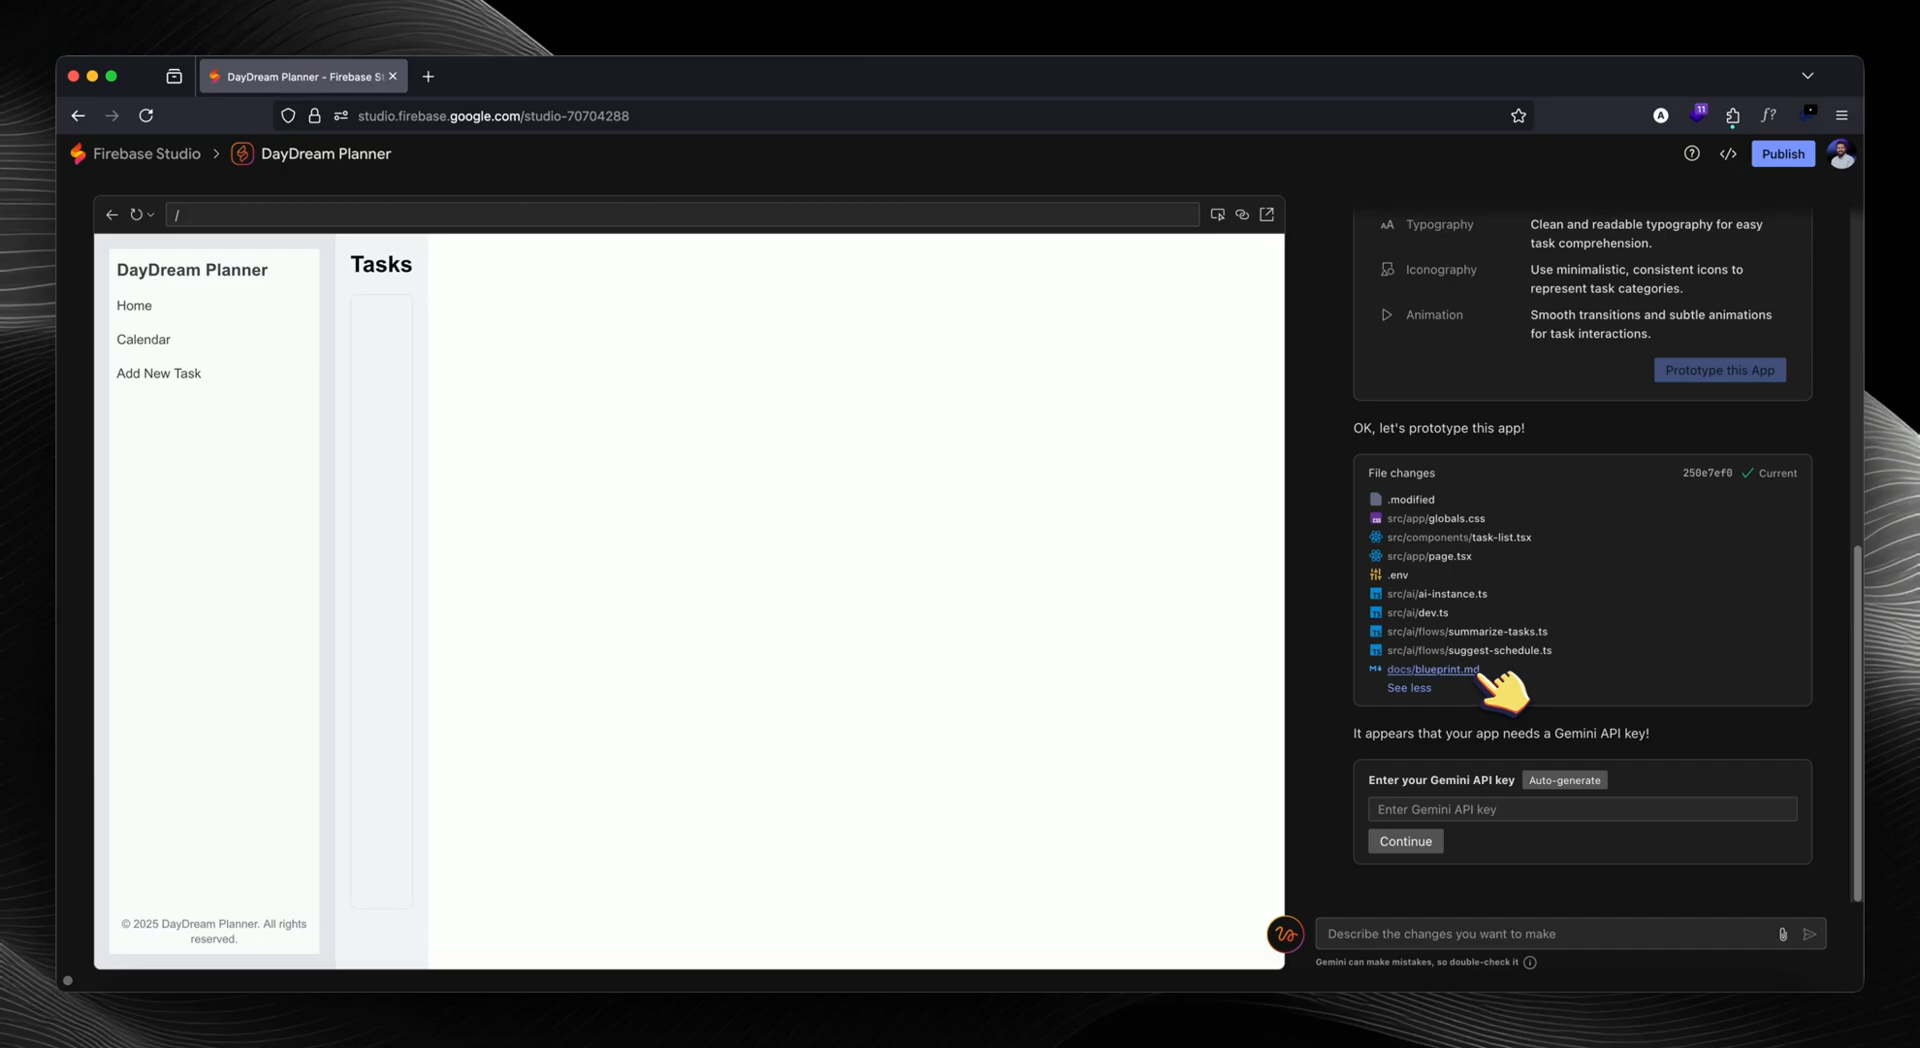 DayDream Planner - Firebase St
studio.firebase.google.com/studio-70704288
A
11
f?
Firebase Studio > DayDream Planner
Publish
/
DayDream Planner
Home
Calendar
Add New Task
© 2025 DayDream Planner. All rights
reserved.
Tasks
Typography
Clean and readable typography for easy
task comprehension.
Iconography
Use minimalistic, consistent icons to
represent task categories.
Animation
Smooth transitions and subtle animations
for task interactions.
Prototype this App
OK, let's prototype this app!
File changes
250e7ef0
Current
.modified
src/app/globals.css
src/components/task-list.tsx
src/app/page.tsx
.env
src/ai/ai-instance.ts
src/ai/dev.ts
src/ai/flows/summarize-tasks.ts
src/ai/flows/suggest-schedule.ts
docs/blueprint.md
See less
It appears that your app needs a Gemini API key!
Enter your Gemini API key
Auto-generate
Enter Gemini API key
Continue
Describe the changes you want to make
Gemini can make mistakes, so double-check it